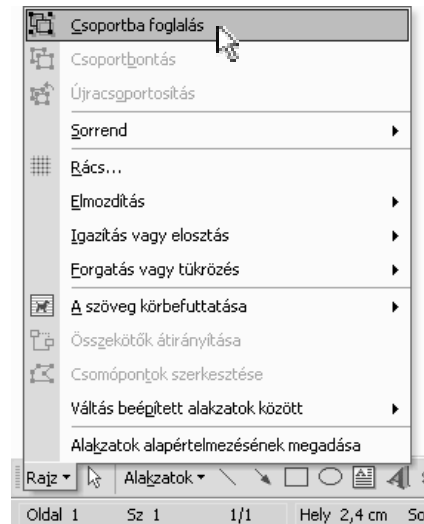 Csoportba foglalás
Csoportbontás
Újracsoportosítás
Sorrend
Rács...
Elmozdítás
Igazítás vagy elosztás
Forgatás vagy tükrözés
A szöveg körbefuttatása
Összekötők átirányítása
Csomópontok szerkesztése
Váltás beépített alakzatok között
Alakzatok alapértelmezésének megadása
Rajz Alakzatok
Oldal 1 Sz 1 1/1 Hely 2,4 cm So